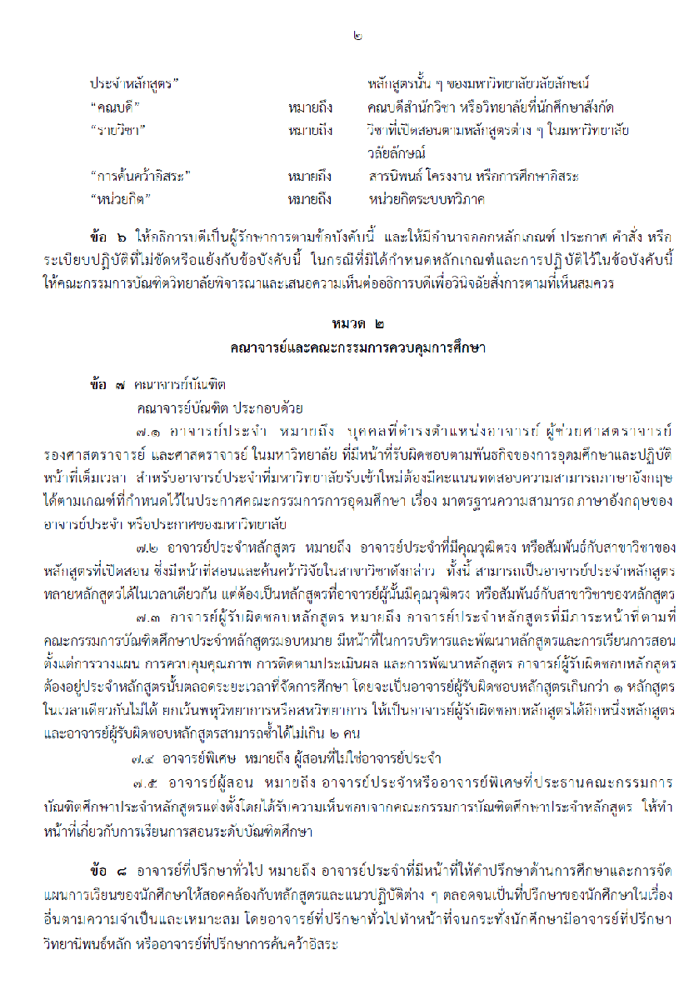 ๒
ประจำหลักสูตร” หลักสูตรนั้น ๆ ของมหาวิทยาลัยวลัยลักษณ์
“คณบดี” หมายถึง คณบดีสำนักวิชา หรือวิทยาลัยที่นักศึกษาสังกัด
“รายวิชา” หมายถึง วิชาที่เปิดสอนตามหลักสูตรต่าง ๆ ในมหาวิทยาลัย
วลัยลักษณ์
“การค้นคว้าอิสระ” หมายถึง สารนิพนธ์ โครงงาน หรือการศึกษาอิสระ
“หน่วยกิต” หมายถึง หน่วยกิตระบบทวิภาค
ข้อ ๖ ให้อธิการบดีเป็นผู้รักษาการตามข้อบังคับนี้ และให้มีอำนาจออกหลักเกณฑ์ ประกาศ คำสั่ง หรือ
ระเบียบปฏิบัติที่ไม่ขัดหรือแย้งกับข้อบังคับนี้ ในกรณีที่มิได้กำหนดหลักเกณฑ์และการปฏิบัติไว้ในข้อบังคับนี้
ให้คณะกรรมการบัณฑิตวิทยาลัยพิจารณาและเสนอความเห็นต่ออธิการบดีเพื่อวินิจฉัยสั่งการตามที่เห็นสมควร
หมวด ๒
คณาจารย์และคณะกรรมการควบคุมการศึกษา
ข้อ ๗ คณาจารย์บัณฑิต
คณาจารย์บัณฑิต ประกอบด้วย
๗.๑ อาจารย์ประจำ หมายถึง บุคคลที่ดำรงตำแหน่งอาจารย์ ผู้ช่วยศาสตราจารย์
รองศาสตราจารย์ และศาสตราจารย์ ในมหาวิทยาลัย ที่มีหน้าที่รับผิดชอบตามพันธกิจของการอุดมศึกษาและปฏิบัติ
หน้าที่เต็มเวลา สำหรับอาจารย์ประจำที่มหาวิทยาลัยรับเข้าใหม่ต้องมีคะแนนทดสอบความสามารถภาษาอังกฤษ
ได้ตามเกณฑ์ที่กำหนดไว้ในประกาศคณะกรรมการการอุดมศึกษา เรื่อง มาตรฐานความสามารถภาษาอังกฤษของ
อาจารย์ประจำ หรือประกาศของมหาวิทยาลัย
๗.๒ อาจารย์ประจำหลักสูตร หมายถึง อาจารย์ประจำที่มีคุณวุฒิตรง หรือสัมพันธ์กับสาขาวิชาของ
หลักสูตรที่เปิดสอน ซึ่งมีหน้าที่สอนและค้นคว้าวิจัยในสาขาวิชาดังกล่าว ทั้งนี้ สามารถเป็นอาจารย์ประจำหลักสูตร
หลายหลักสูตรได้ในเวลาเดียวกัน แต่ต้องเป็นหลักสูตรที่อาจารย์ผู้นั้นมีคุณวุฒิตรง หรือสัมพันธ์กับสาขาวิชาของหลักสูตร
๗.๓ อาจารย์ผู้รับผิดชอบหลักสูตร หมายถึง อาจารย์ประจำหลักสูตรที่มีภาระหน้าที่ตามที่
คณะกรรมการบัณฑิตศึกษาประจำหลักสูตรมอบหมาย มีหน้าที่ในการบริหารและพัฒนาหลักสูตรและการเรียนการสอน
ตั้งแต่การวางแผน การควบคุมคุณภาพ การติดตามประเมินผล และการพัฒนาหลักสูตร อาจารย์ผู้รับผิดชอบหลักสูตร
ต้องอยู่ประจำหลักสูตรนั้นตลอดระยะเวลาที่จัดการศึกษา โดยจะเป็นอาจารย์ผู้รับผิดชอบหลักสูตรเกินกว่า ๑ หลักสูตร
ในเวลาเดียวกันไม่ได้ ยกเว้นพหุวิทยาการหรือสหวิทยาการ ให้เป็นอาจารย์ผู้รับผิดชอบหลักสูตรได้อีกหนึ่งหลักสูตร
และอาจารย์ผู้รับผิดชอบหลักสูตรสามารถซ้ำได้ไม่เกิน ๒ คน
๗.๔ อาจารย์พิเศษ หมายถึง ผู้สอนที่ไม่ใช่อาจารย์ประจำ
๗.๕ อาจารย์ผู้สอน หมายถึง อาจารย์ประจำหรืออาจารย์พิเศษที่ประธานคณะกรรมการ
บัณฑิตศึกษาประจำหลักสูตรแต่งตั้งโดยได้รับความเห็นชอบจากคณะกรรมการบัณฑิตศึกษาประจำหลักสูตร ให้ทำ
หน้าที่เกี่ยวกับการเรียนการสอนระดับบัณฑิตศึกษา
ข้อ ๘ อาจารย์ที่ปรึกษาทั่วไป หมายถึง อาจารย์ประจำที่มีหน้าที่ให้คำปรึกษาด้านการศึกษาและการจัด
แผนการเรียนของนักศึกษาให้สอดคล้องกับหลักสูตรและแนวปฏิบัติต่าง ๆ ตลอดจนเป็นที่ปรึกษาของนักศึกษาในเรื่อง
อื่นตามความจำเป็นและเหมาะสม โดยอาจารย์ที่ปรึกษาทั่วไปทำหน้าที่จนกระทั่งนักศึกษามีอาจารย์ที่ปรึกษา
วิทยานิพนธ์หลัก หรืออาจารย์ที่ปรึกษาการค้นคว้าอิสระ